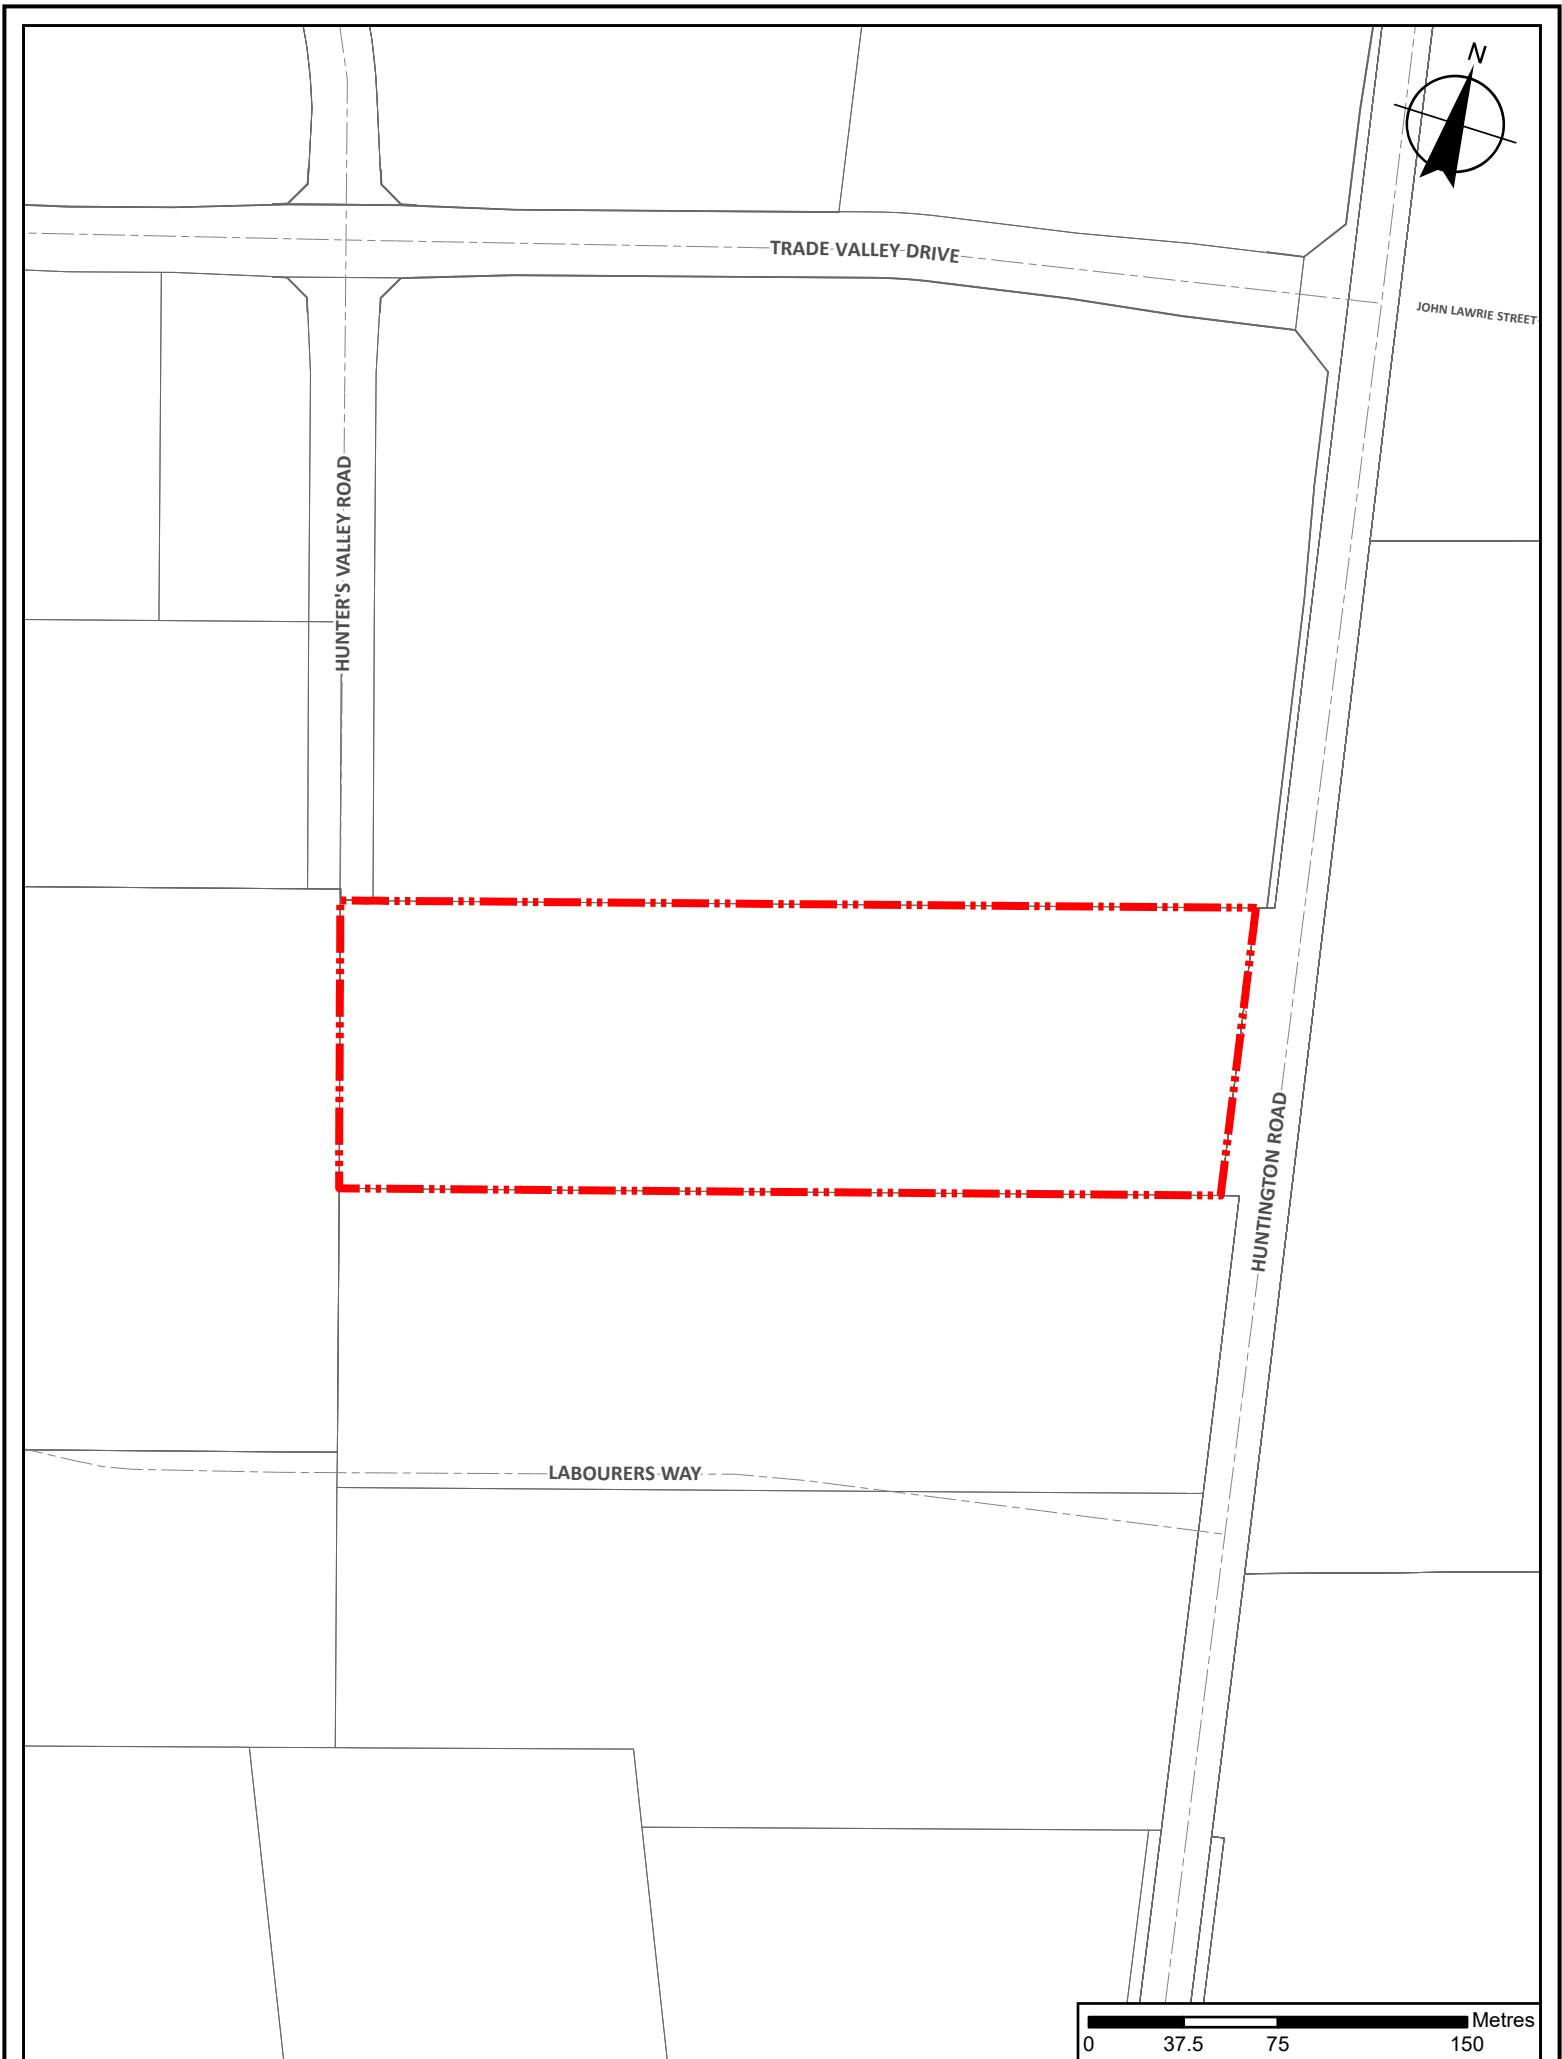 N
TRADE VALLEY DRIVE
JOHN LAWRIE STREET
HUNTER'S VALLEY ROAD
HUNTINGTON ROAD
LABOURERS WAY
Metres
0 37.5 75 150